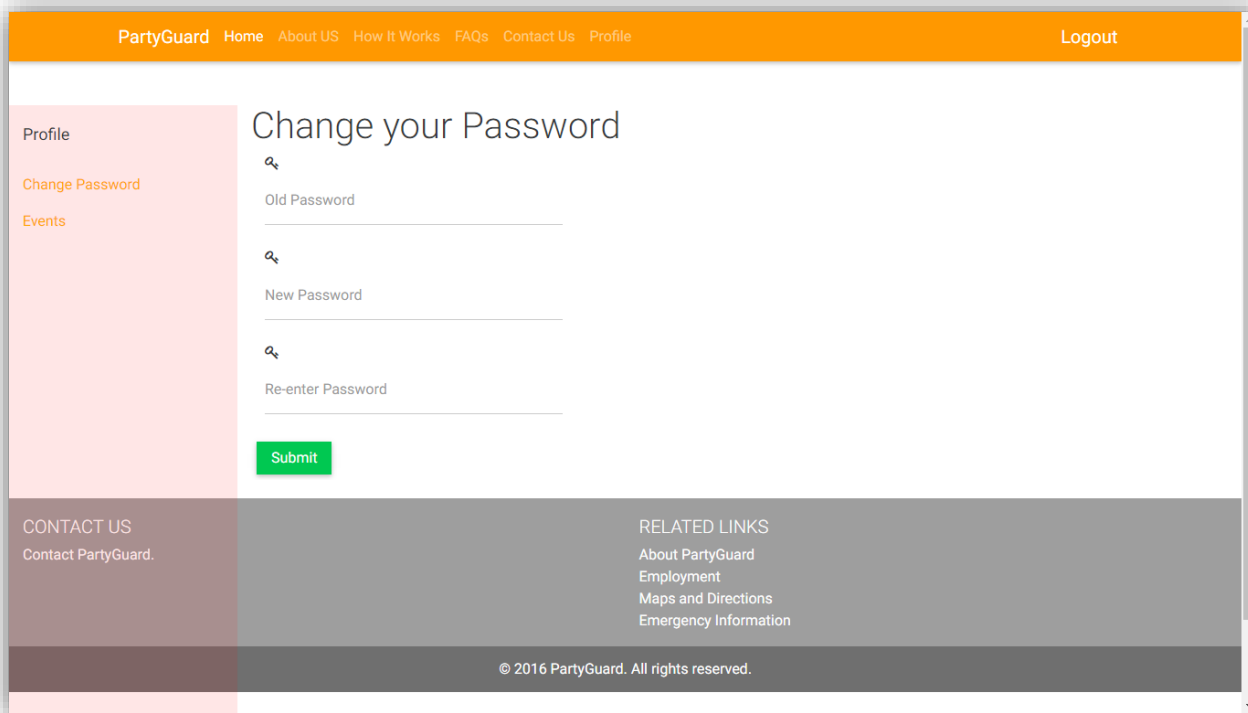 PartyGuard Home About US How It Works FAQs Contact Us Profile Logout
Profile
Change Password
Events
Change your Password
Old Password
New Password
Re-enter Password
Submit
CONTACT US
Contact PartyGuard.
RELATED LINKS
About PartyGuard
Employment
Maps and Directions
Emergency Information
© 2016 PartyGuard. All rights reserved.